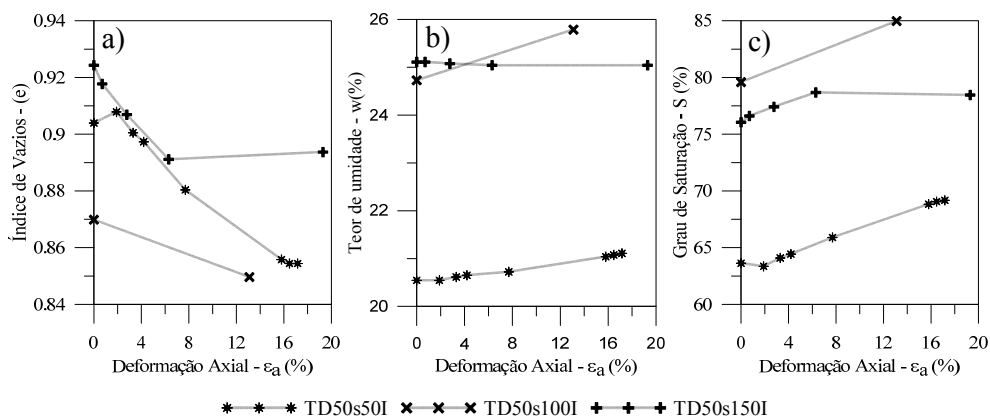 a)
Índice de Vazios - (e)
0.94
0.92
0.9
0.88
0.86
0.84
0 4 8 12 16 20
Deformação Axial - εa (%)
b)
Teor de umidade - w(%)
26
24
22
20
0 4 8 12 16 20
Deformação Axial - εa (%)
c)
Grau de Saturação - S (%)
85
80
75
70
65
60
0 4 8 12 16 20
Deformação Axial - εa (%)
TD50s50I TD50s100I TD50s150I